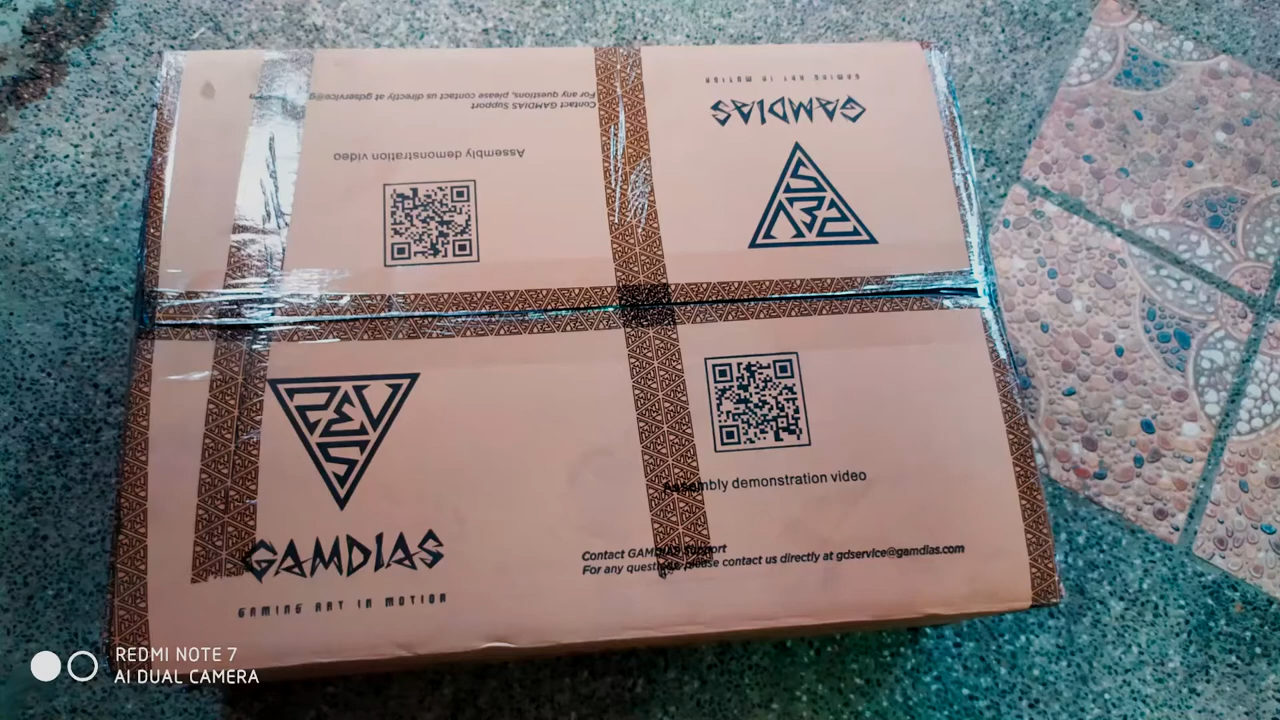 GAMING ART IN MOTION
GAMDIAS
Contact GAMDIAS Support
For any questions, please contact us directly at gdservice@
Assembly demonstration video
ZEUS
GAMDIAS
GAMING ART IN MOTION
Assembly demonstration video
Contact GAMDIAS Support
For any questions, please contact us directly at gdservice@gamdias.com
REDMI NOTE 7
AI DUAL CAMERA